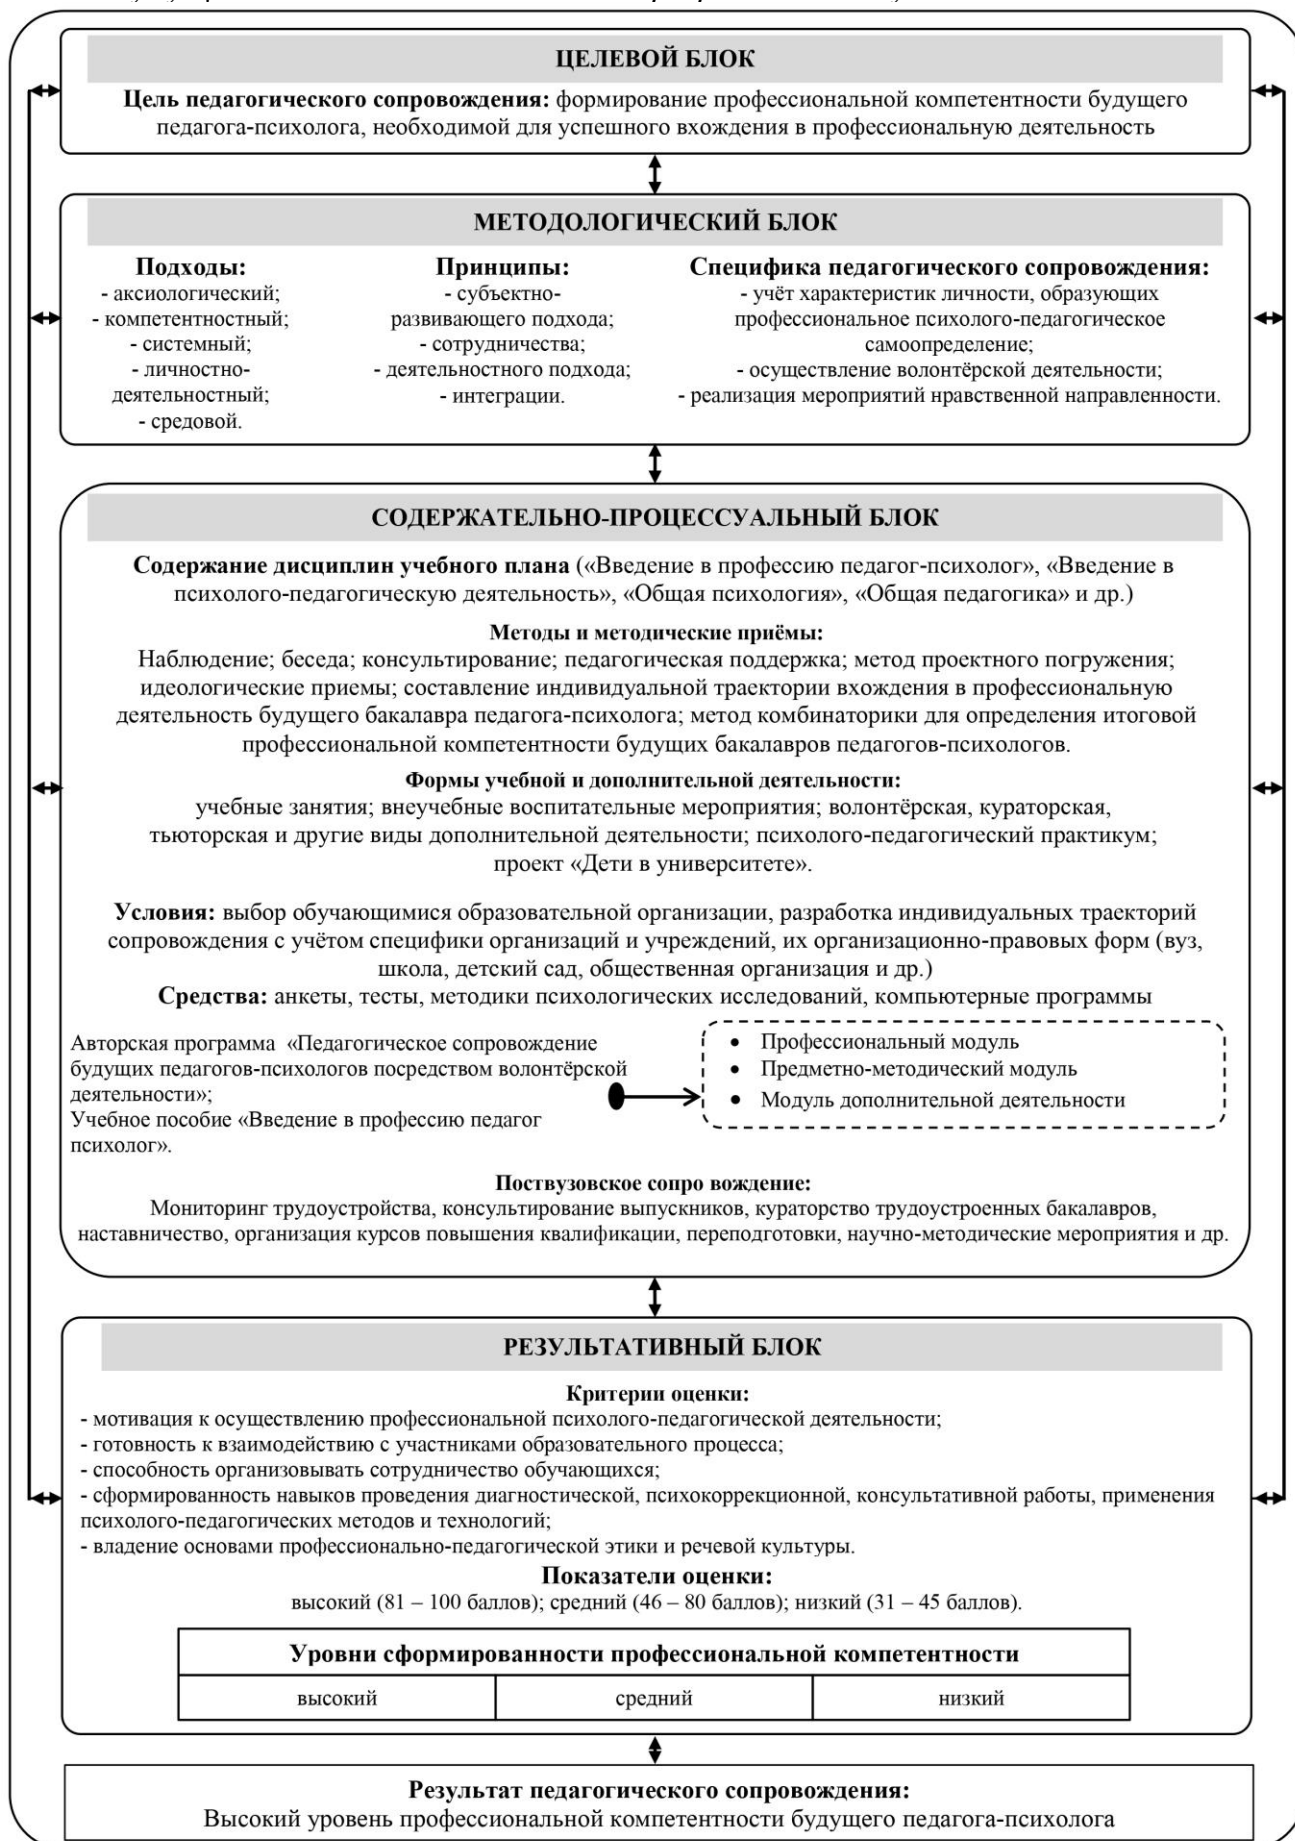 ЦЕЛЕВОЙ БЛОК
Цель педагогического сопровождения: формирование профессиональной компетентности будущего
педагога-психолога, необходимой для успешного вхождения в профессиональную деятельность
МЕТОДОЛОГИЧЕСКИЙ БЛОК
Подходы:
- аксиологический;
- компетентностный;
- системный;
- личностно-
деятельностный;
- средовой.
Принципы:
- субъектно-
развивающего подхода;
- сотрудничества;
- деятельностного подхода;
- интеграции.
Специфика педагогического сопровождения:
- учёт характеристик личности, образующих
профессиональное психолого-педагогическое
самоопределение;
- осуществление волонтёрской деятельности;
- реализация мероприятий нравственной направленности.
СОДЕРЖАТЕЛЬНО-ПРОЦЕССУАЛЬНЫЙ БЛОК
Содержание дисциплин учебного плана («Введение в профессию педагог-психолог», «Введение в
психолого-педагогическую деятельность», «Общая психология», «Общая педагогика» и др.)
Методы и методические приёмы:
Наблюдение; беседа; консультирование; педагогическая поддержка; метод проектного погружения;
идеологические приемы; составление индивидуальной траектории вхождения в профессиональную
деятельность будущего бакалавра педагога-психолога; метод комбинаторики для определения итоговой
профессиональной компетентности будущих бакалавров педагогов-психологов.
Формы учебной и дополнительной деятельности:
учебные занятия; внеучебные воспитательные мероприятия; волонтёрская, кураторская,
тьюторская и другие виды дополнительной деятельности; психолого-педагогический практикум;
проект «Дети в университете».
Условия: выбор обучающимися образовательной организации, разработка индивидуальных траекторий
сопровождения с учётом специфики организаций и учреждений, их организационно-правовых форм (вуз,
школа, детский сад, общественная организация и др.)
Средства: анкеты, тесты, методики психологических исследований, компьютерные программы
Авторская программа «Педагогическое сопровождение
будущих педагогов-психологов посредством волонтёрской
деятельности»;
Учебное пособие «Введение в профессию педагог
психолог».
• Профессиональный модуль
• Предметно-методический модуль
• Модуль дополнительной деятельности
Поствузовское сопро вождение:
Мониторинг трудоустройства, консультирование выпускников, кураторство трудоустроенных бакалавров,
наставничество, организация курсов повышения квалификации, переподготовки, научно-методические мероприятия и др.
РЕЗУЛЬТАТИВНЫЙ БЛОК
Критерии оценки:
- мотивация к осуществлению профессиональной психолого-педагогической деятельности;
- готовность к взаимодействию с участниками образовательного процесса;
- способность организовывать сотрудничество обучающихся;
- сформированность навыков проведения диагностической, психокоррекционной, консультативной работы, применения
психолого-педагогических методов и технологий;
- владение основами профессионально-педагогической этики и речевой культуры.
Показатели оценки:
высокий (81 – 100 баллов); средний (46 – 80 баллов); низкий (31 – 45 баллов).
Уровни сформированности профессиональной компетентности
высокий средний низкий
Результат педагогического сопровождения:
Высокий уровень профессиональной компетентности будущего педагога-психолога